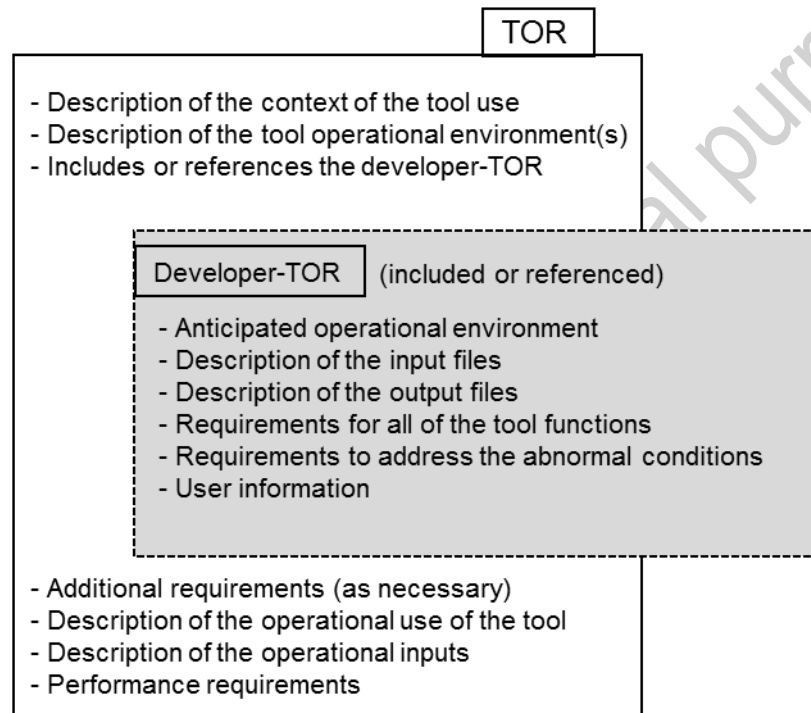 TOR
- Description of the context of the tool use
- Description of the tool operational environment(s)
- Includes or references the developer-TOR
Developer-TOR (included or referenced)
- Anticipated operational environment
- Description of the input files
- Description of the output files
- Requirements for all of the tool functions
- Requirements to address the abnormal conditions
- User information
- Additional requirements (as necessary)
- Description of the operational use of the tool
- Description of the operational inputs
- Performance requirements